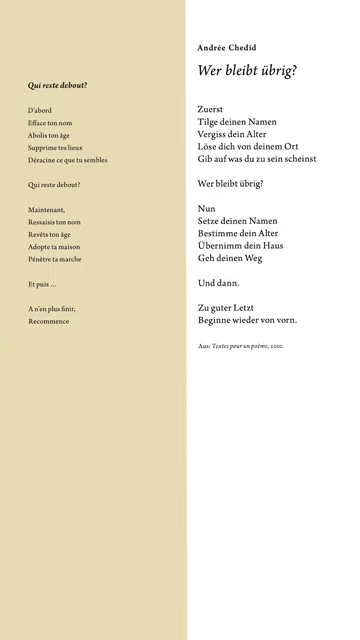 Qui reste debout?
D'abord
Efface ton nom
Abolis ton âge
Supprime tes lieux
Déracine ce que tu sembles
Qui reste debout?
Maintenant,
Ressaisis ton nom
Revêts ton âge
Adopte ta maison
Pénètre ta marche
Et puis ...
A n'en plus finir,
Recommence
Andrée Chedid
Wer bleibt übrig?
Zuerst
Tilge deinen Namen
Vergiss dein Alter
Löse dich von deinem Ort
Gib auf was du zu sein scheinst
Wer bleibt übrig?
Nun
Setze deinen Namen
Bestimme dein Alter
Übernimm dein Haus
Geh deinen Weg
Und dann.
Zu guter Letzt
Beginne wieder von vorn.
Aus: Textes pour un poème, 2010.